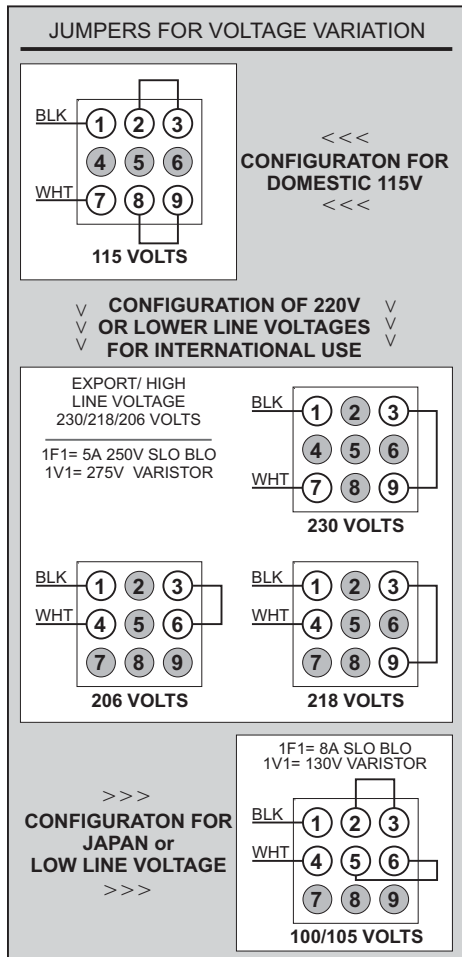 JUMPERS FOR VOLTAGE VARIATION
BLK
1 2 3
4 5 6
WHT
7 8 9
115 VOLTS
<<<
CONFIGURATON FOR
DOMESTIC 115V
<<<
V CONFIGURATION OF 220V V
V OR LOWER LINE VOLTAGES V
V FOR INTERNATIONAL USE V
EXPORT/ HIGH
LINE VOLTAGE
230/218/206 VOLTS
1F1= 5A 250V SLO BLO
1V1= 275V VARISTOR
BLK
1 2 3
4 5 6
WHT
7 8 9
230 VOLTS
BLK
1 2 3
WHT
4 5 6
7 8 9
206 VOLTS
BLK
1 2 3
WHT
4 5 6
7 8 9
218 VOLTS
>>>
CONFIGURATON FOR
JAPAN or
LOW LINE VOLTAGE
>>>
1F1= 8A SLO BLO
1V1= 130V VARISTOR
BLK
1 2 3
WHT
4 5 6
7 8 9
100/105 VOLTS